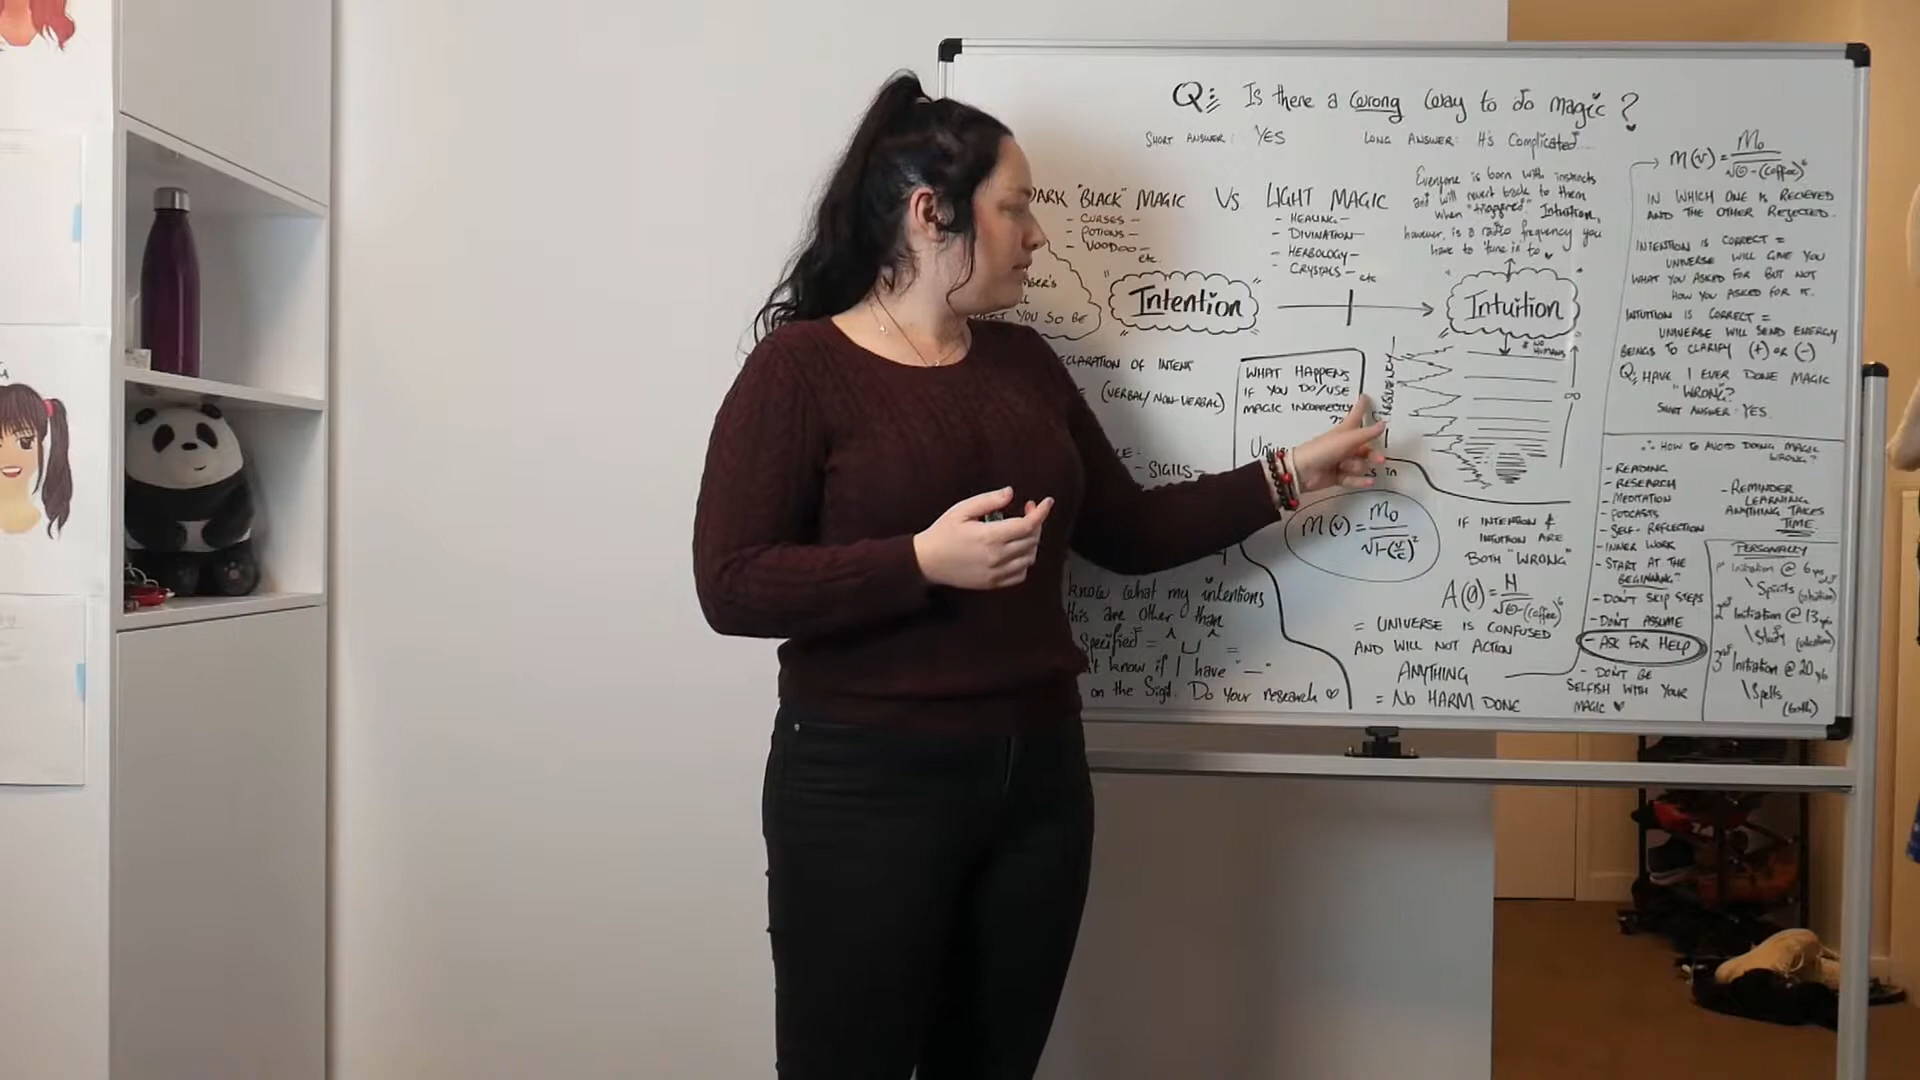 Q: Is there a wrong way to do magic?
SHORT ANSWER: YES
LONG ANSWER: It's Complicated...
DARK "BLACK" MAGIC VS LIGHT MAGIC
- CURSES -
- POTIONS -
- VOODOO -
etc.
- HEALING -
- DIVINATION -
- HERBOLOGY -
- CRYSTALS - etc
Everyone is born with instincts
and will revert back to them
when "triggered". Intuition,
however, is a radio frequency you
have to "tune in" to
YOU SO BE
Intention
Intuition
DECLARATION OF INTENT
(VERBAL/NON-VERBAL)
- SIGILS -
know what my intentions
this are other than
Specified =
know if I have "—"
on the Sigil. Do your research
WHAT HAPPENS
IF YOU DO/USE
MAGIC INCORRECTLY
??
NO
HUMANS
∞
M(V) = M0 / √1-(V/C)²
IF INTENTION &
INTUITION ARE
BOTH "WRONG"
= UNIVERSE IS CONFUSED
AND WILL NOT ACTION
ANYTHING
= NO HARM DONE
IN WHICH ONE IS RECIEVED
AND THE OTHER REJECTED.
INTENTION IS CORRECT =
UNIVERSE WILL GIVE YOU
WHAT YOU ASKED FOR BUT NOT
HOW YOU ASKED FOR IT.
INTUITION IS CORRECT =
UNIVERSE WILL SEND ENERGY
BEINGS TO CLARIFY (+) OR (-)
Q: HAVE I EVER DONE MAGIC
"WRONG"?
SHORT ANSWER: YES.
∴ HOW TO AVOID DOING MAGIC
WRONG?
- READING
- RESEARCH
- MEDITATION
- PODCASTS
- SELF-REFLECTION
- INNER WORK
- START AT THE
BEGINNING
- DON'T SKIP STEPS
- DON'T ASSUME
- ASK FOR HELP
- DON'T BE
SELFISH WITH YOUR
MAGIC
- REMINDER
LEARNING
ANYTHING TAKES
TIME
PERSONALLY
1st Initiation @ 6 yrs
Spirits (intuition)
2nd Initiation @ 13 yrs
Study (intention)
3rd Initiation @ 20 yrs
Spells
(both)